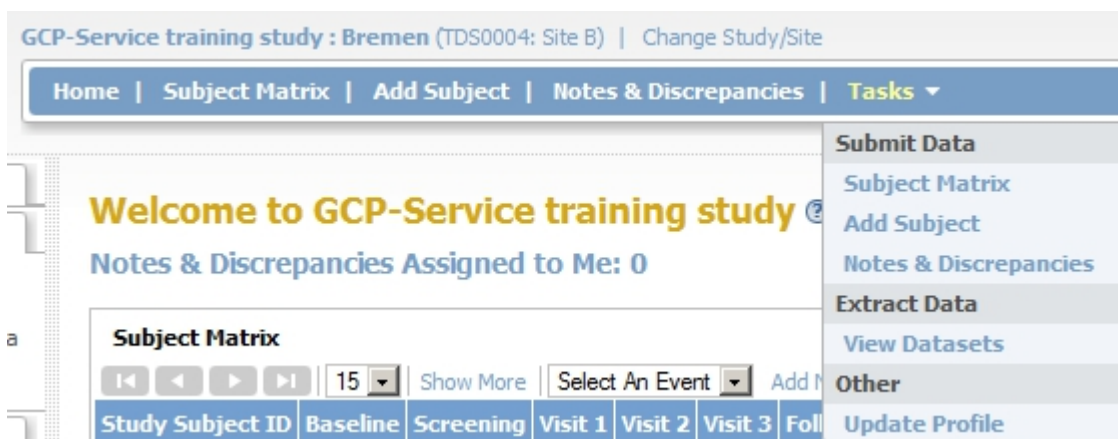 GCP-Service training study : Bremen (TDS0004: Site B) | Change Study/Site
Home | Subject Matrix | Add Subject | Notes & Discrepancies | Tasks
Submit Data
Subject Matrix
Add Subject
Notes & Discrepancies
Extract Data
View Datasets
Other
Update Profile
Welcome to GCP-Service training study ?
Notes & Discrepancies Assigned to Me: 0
a
Subject Matrix
15 Show More Select An Event Add
Study Subject ID Baseline Screening Visit 1 Visit 2 Visit 3 Foll